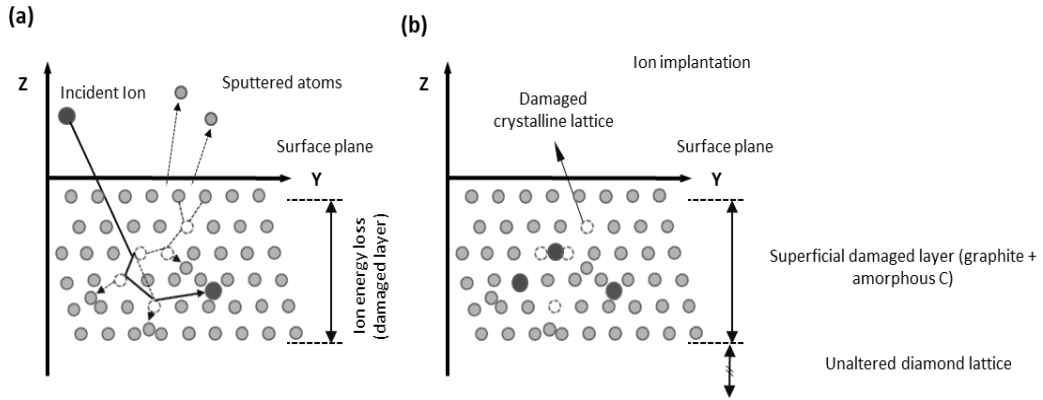 (a)
Z
Incident Ion
Sputtered atoms
Surface plane
Y
Ion energy loss
(damaged layer)
(b)
Z
Ion implantation
Damaged
crystalline lattice
Surface plane
Y
Superficial damaged layer (graphite +
amorphous C)
Unaltered diamond lattice